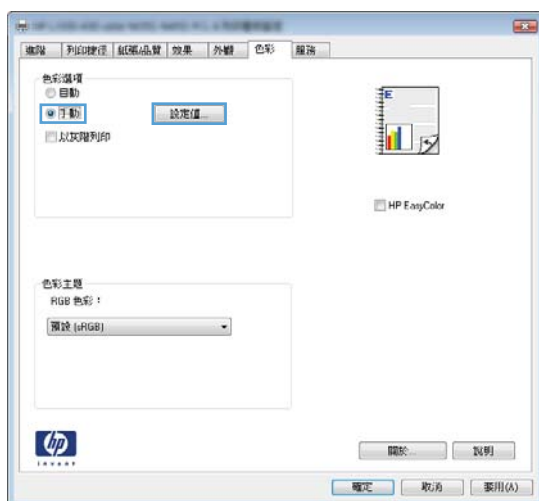 進階 列印捷徑 紙張/品質 效果 外觀 色彩 服務
色彩選項
自動
手動 設定值...
以灰階列印
E
HP EasyColor
色彩主題
RGB 色彩：
預設 (sRGB)
hp
invent
關於... 說明
確定 取消 套用(A)